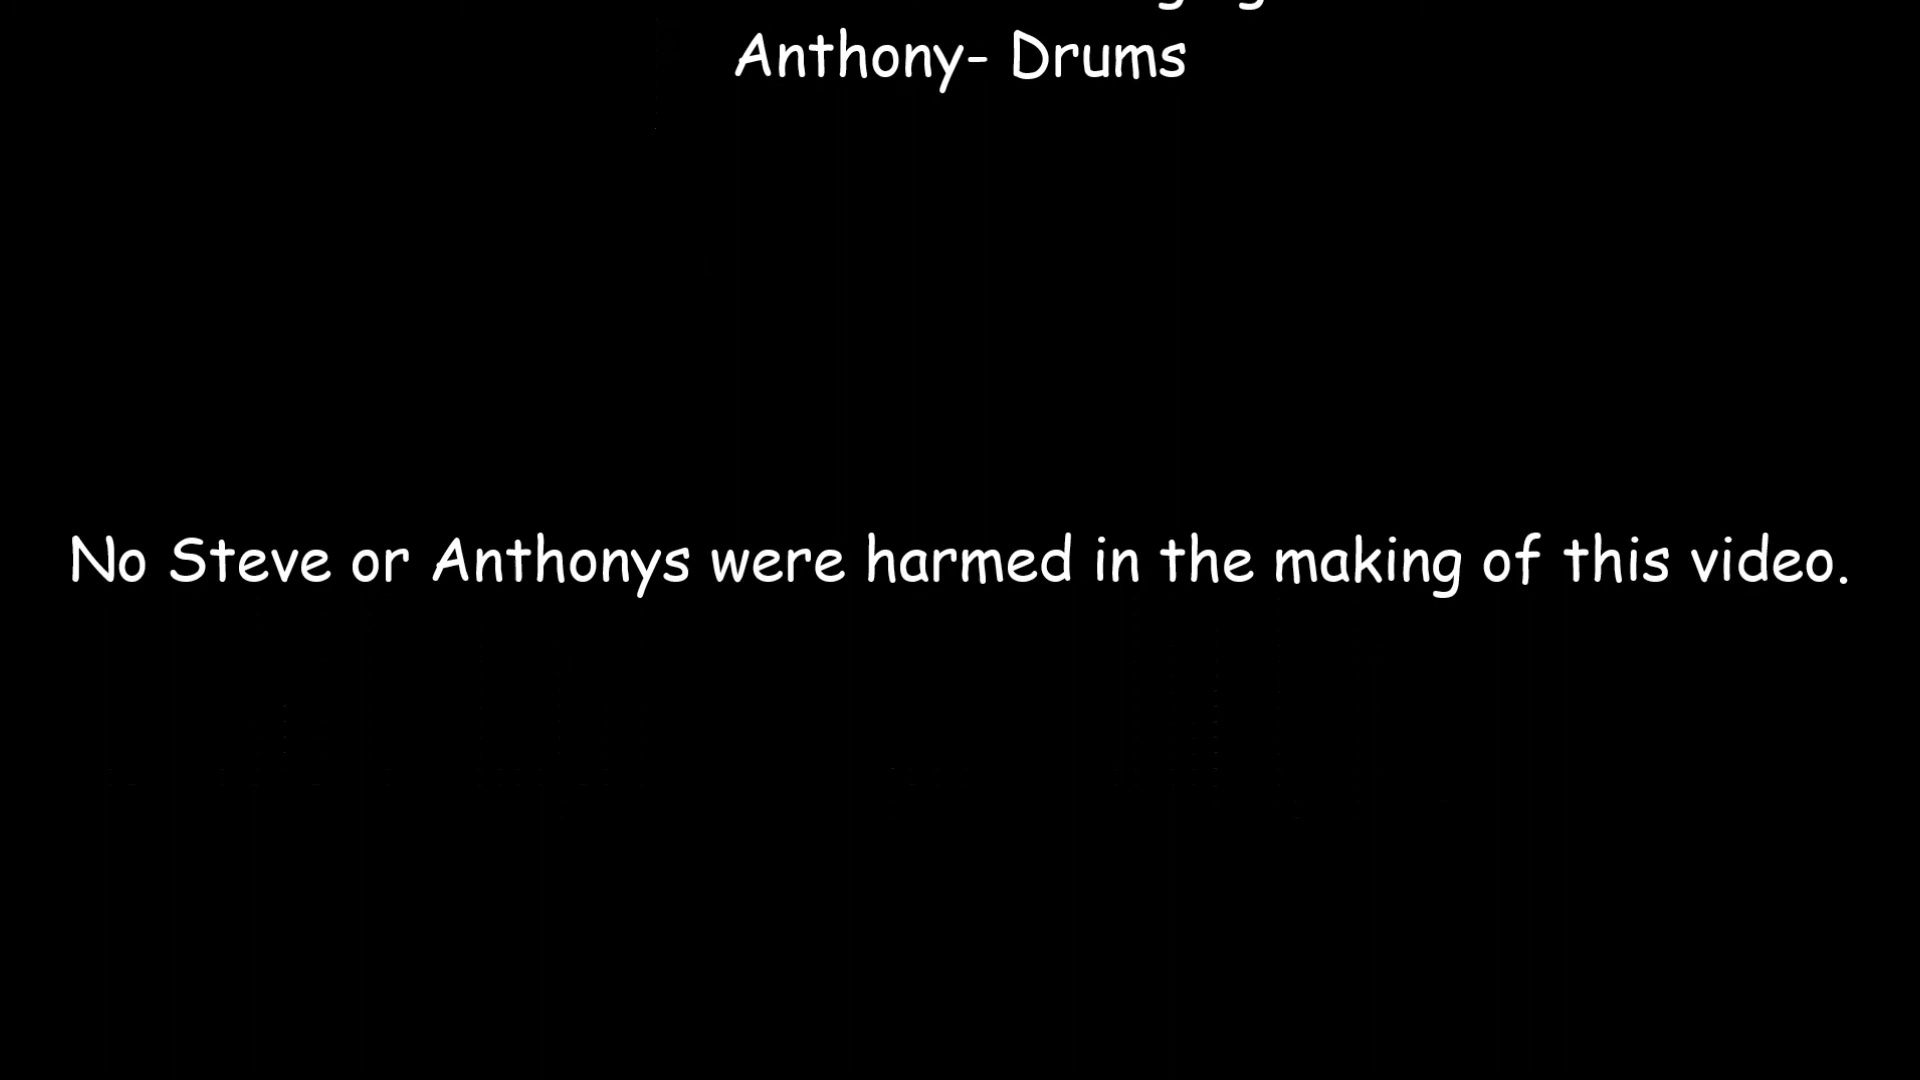 Anthony- Drums
No Steve or Anthonys were harmed in the making of this video.